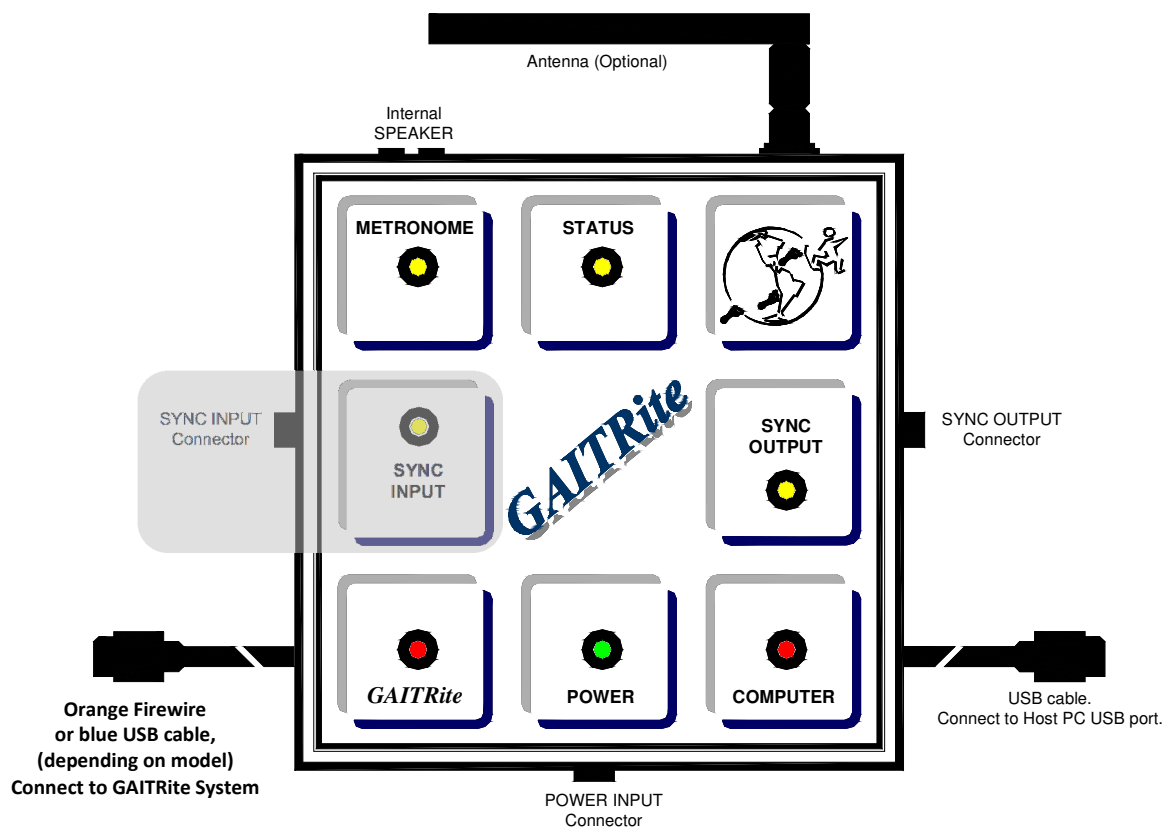 Antenna (Optional)
Internal
SPEAKER
METRONOME
STATUS
SYNC INPUT
Connector
SYNC
INPUT
GAITRite
SYNC
OUTPUT
SYNC OUTPUT
Connector
GAITRite
POWER
COMPUTER
Orange Firewire
or blue USB cable,
(depending on model)
Connect to GAITRite System
USB cable.
Connect to Host PC USB port.
POWER INPUT
Connector